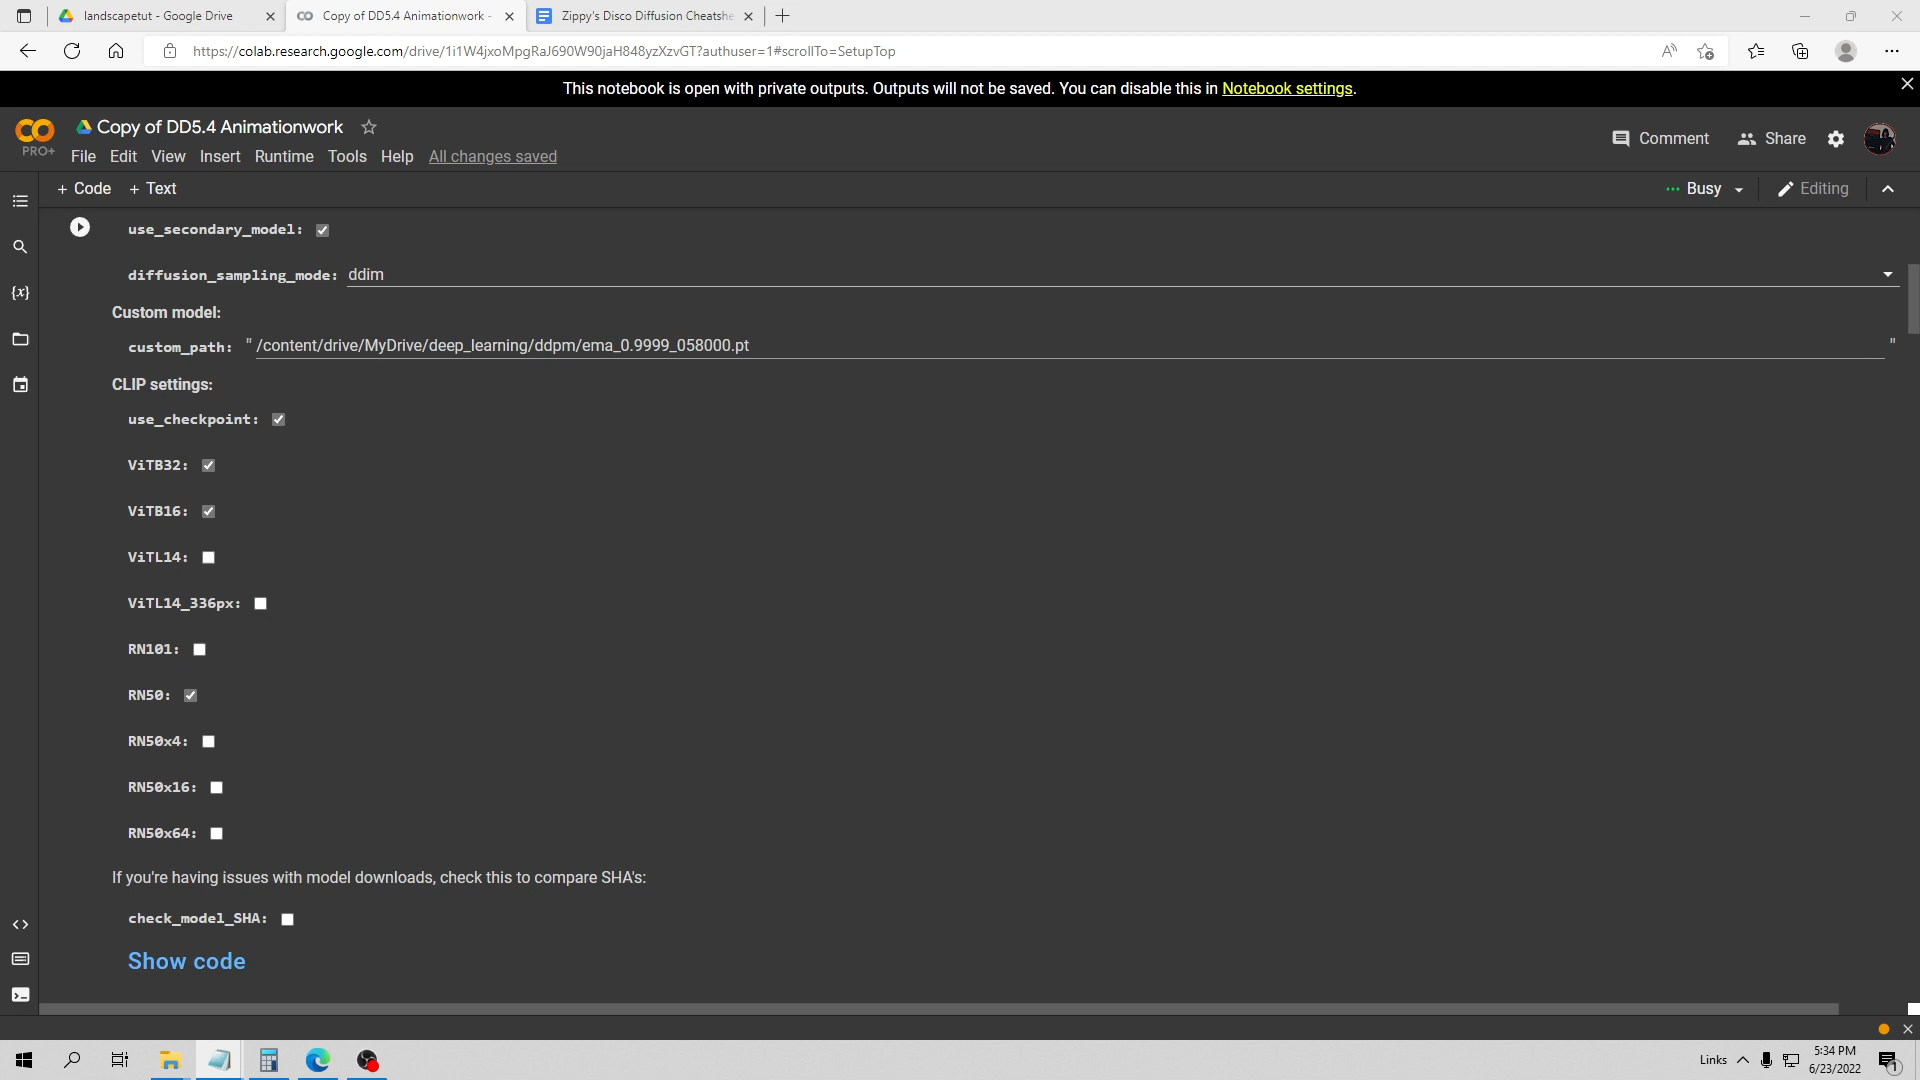 landscapetut - Google Drive
Copy of DD5.4 Animationwork -
Zippy's Disco Diffusion Cheatshe
https://colab.research.google.com/drive/1i1W4jxoMpgRaJ690W90jaH848yzXzvGT?authuser=1#scrollTo=SetupTop
This notebook is open with private outputs. Outputs will not be saved. You can disable this in Notebook settings.
Copy of DD5.4 Animationwork
PRO+
File Edit View Insert Runtime Tools Help All changes saved
Comment Share
+ Code + Text
Busy Editing
use_secondary_model:
diffusion_sampling_mode: ddim
Custom model:
custom_path: "/content/drive/MyDrive/deep_learning/ddpm/ema_0.9999_058000.pt"
CLIP settings:
use_checkpoint:
ViTB32:
ViTB16:
ViTL14:
ViTL14_336px:
RN101:
RN50:
RN50x4:
RN50x16:
RN50x64:
If you're having issues with model downloads, check this to compare SHA's:
check_model_SHA:
Show code
Links
5:34 PM
6/23/2022
1